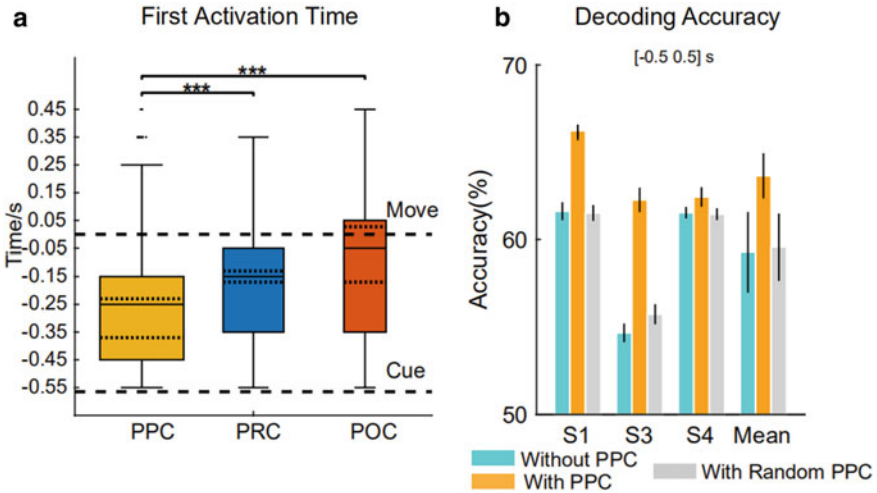 a First Activation Time
***
***
0.45
0.35
0.25
0.15
0.05
-0.05
-0.15
-0.25
-0.35
-0.45
-0.55
Time/s
Move
Cue
PPC PRC POC
b Decoding Accuracy
[-0.5 0.5] s
70
60
50
Accuracy(%)
S1 S3 S4 Mean
Without PPC
With PPC
With Random PPC